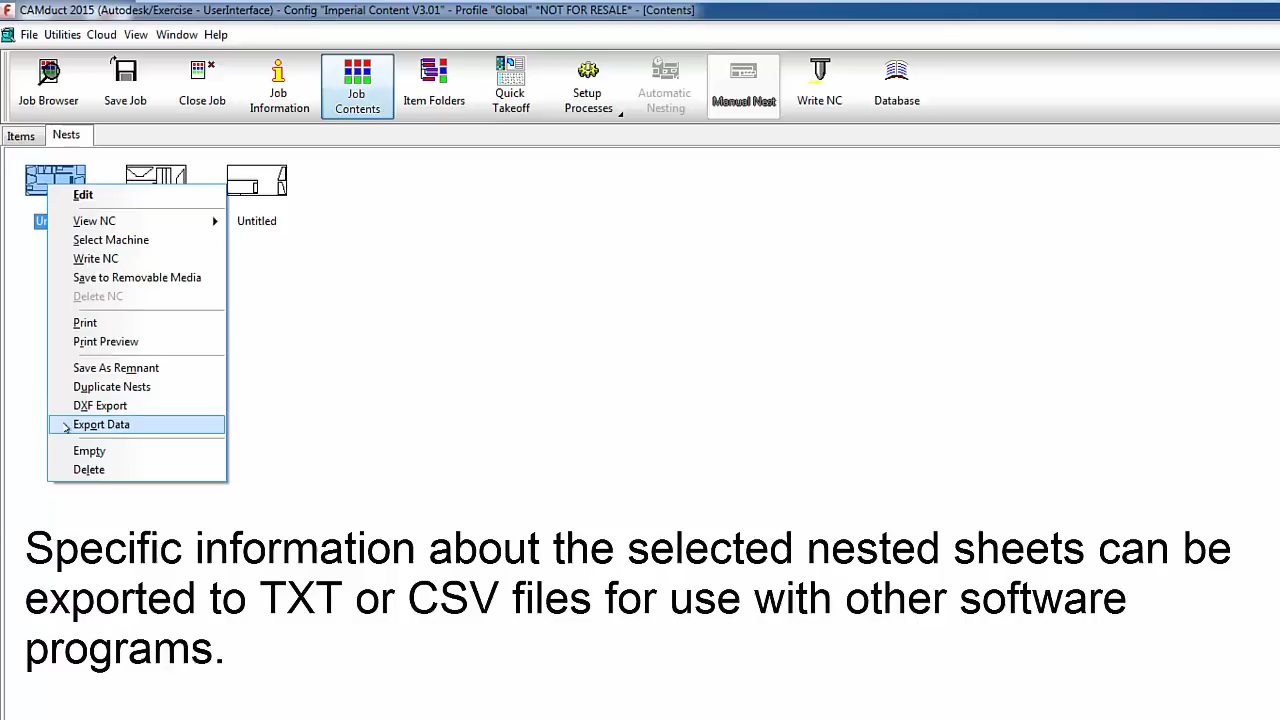 CAMduct 2015 (Autodesk/Exercise - UserInterface) - Config "Imperial Content V3.01" - Profile "Global" *NOT FOR RESALE* - [Contents]
File Utilities Cloud View Window Help
Job Browser
Save Job
Close Job
Job
Information
Job
Contents
Item Folders
Quick
Takeoff
Setup
Processes
Automatic
Nesting
Manual Nest
Write NC
Database
Items Nests
Untitled
Edit
View NC
Select Machine
Write NC
Save to Removable Media
Delete NC
Print
Print Preview
Save As Remnant
Duplicate Nests
DXF Export
Export Data
Empty
Delete
Specific information about the selected nested sheets can be
exported to TXT or CSV files for use with other software
programs.